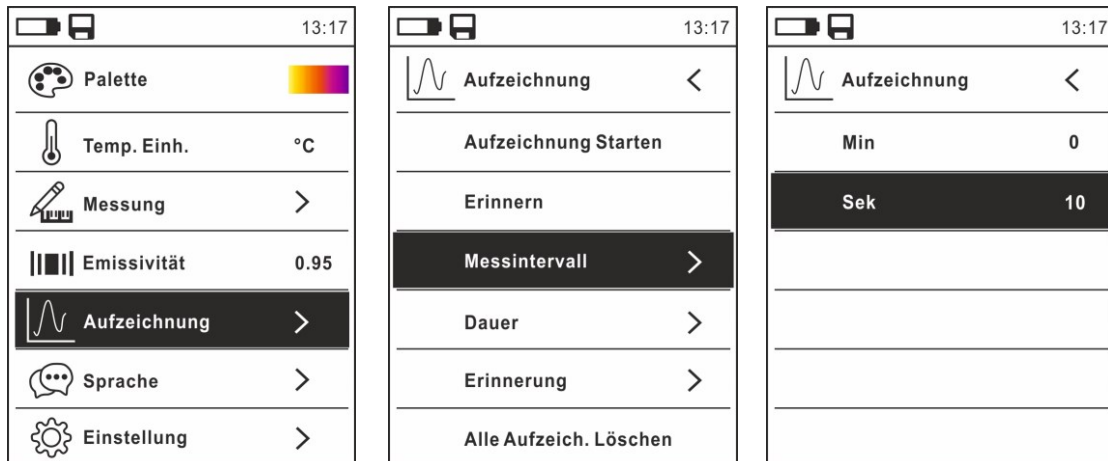 13:17
Palette
Temp. Einh. °C
Messung >
Emissivität 0.95
Aufzeichnung >
Sprache >
Einstellung >
13:17
Aufzeichnung <
Aufzeichnung Starten
Erinnern
Messintervall >
Dauer >
Erinnerung >
Alle Aufzeich. Löschen
13:17
Aufzeichnung <
Min 0
Sek 10